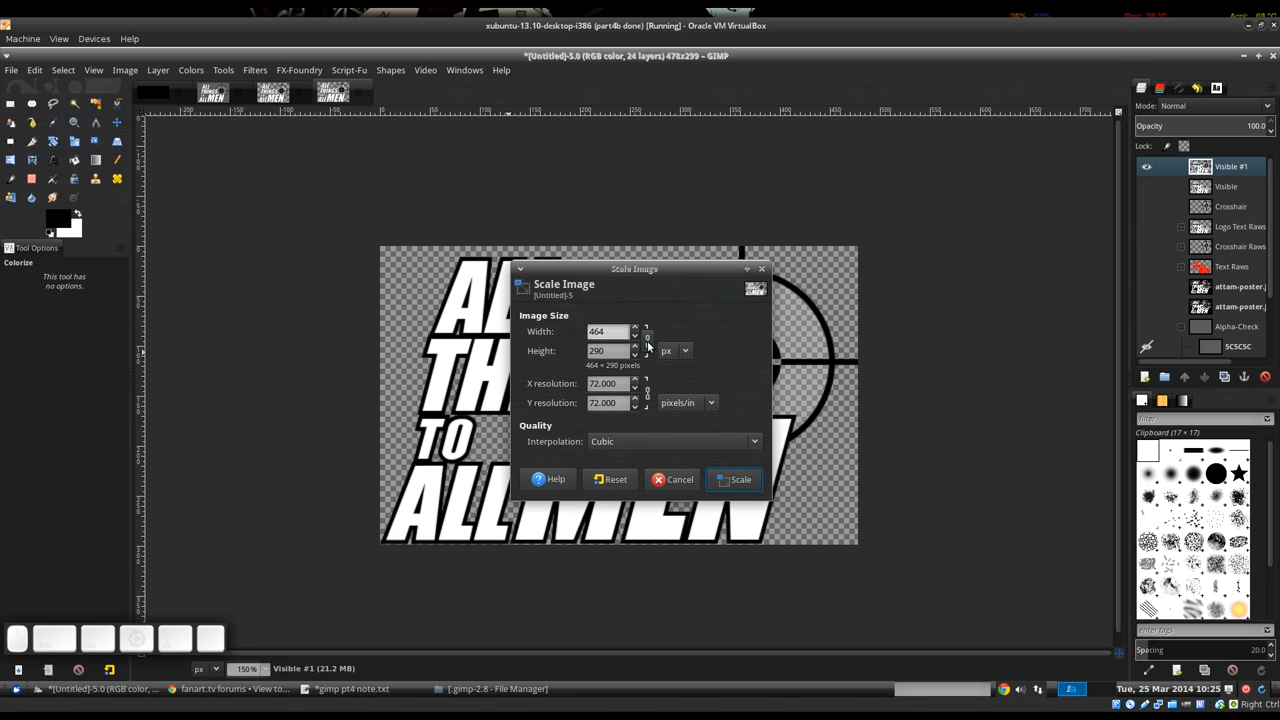 xubuntu-13.10-desktop-i386 (part4b done) [Running] - Oracle VM VirtualBox
Machine View Devices Help
*[Untitled]-5.0 (RGB color, 24 layers) 478x299 – GIMP
File Edit Select View Image Layer Colors Tools Filters FX-Foundry Script-Fu Shapes Video Windows Help
Mode: Normal
Opacity 100.0
Lock:
Visible #1
Visible
Crosshair
Logo Text Raws
Crosshair Raws
Text Raws
attam-poster.j
attam-poster.j
Alpha-Check
5C5C5C
Tool Options
Colorize
This tool has
no options.
Scale Image
Scale Image
[Untitled]-5
Image Size
Width: 464
Height: 290 px
464 × 290 pixels
X resolution: 72.000
Y resolution: 72.000 pixels/in
Quality
Interpolation: Cubic
Help Reset Cancel Scale
TO
ALL MEN
filter
Clipboard (17 × 17)
enter tags
Spacing 20.0
px 150% Visible #1 (21.2 MB)
*[Untitled]-5.0 (RGB color, ... fanart.tv forums • View to... *gimp pt4 note.txt [.gimp-2.8 - File Manager] Tue, 25 Mar 2014 10:25
Right Ctrl